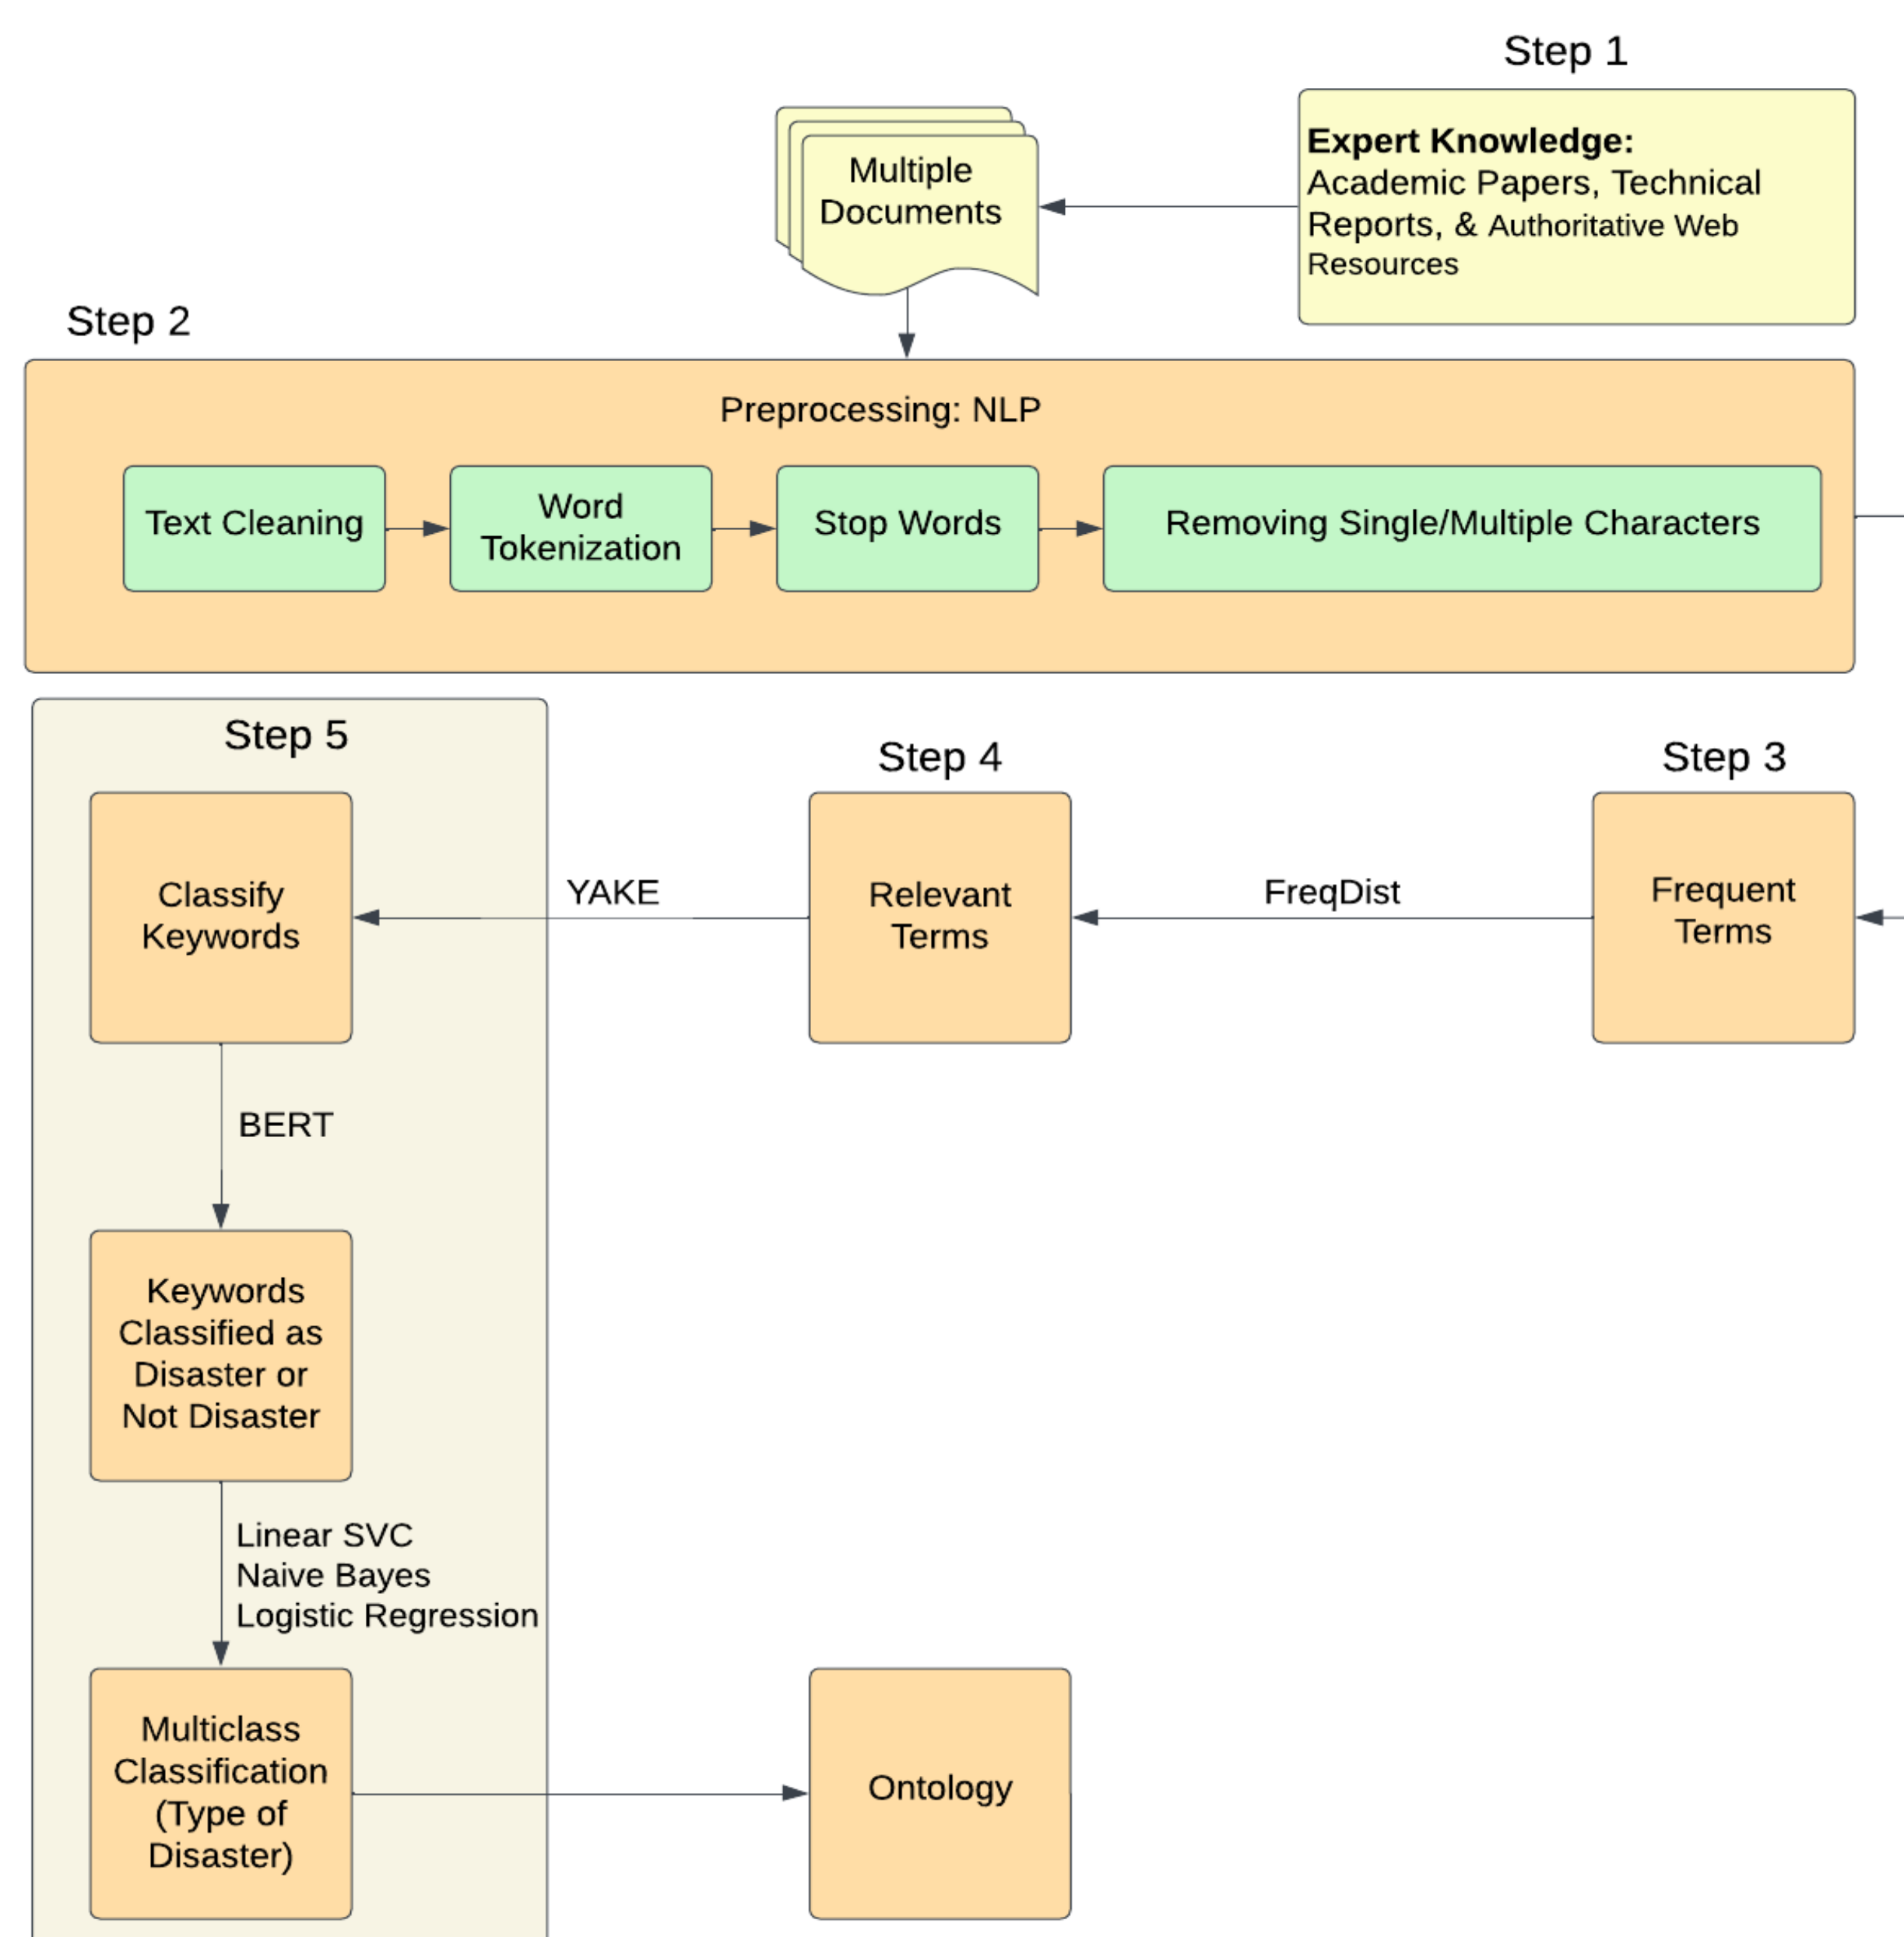 Step 1
Expert Knowledge:
Academic Papers, Technical
Reports, & Authoritative Web
Resources
Multiple
Documents
Step 2
Preprocessing: NLP
Text Cleaning
Word
Tokenization
Stop Words
Removing Single/Multiple Characters
Step 3
Frequent
Terms
FreqDist
Step 4
Relevant
Terms
YAKE
Step 5
Classify
Keywords
BERT
Keywords
Classified as
Disaster or
Not Disaster
Linear SVC
Naive Bayes
Logistic Regression
Multiclass
Classification
(Type of
Disaster)
Ontology